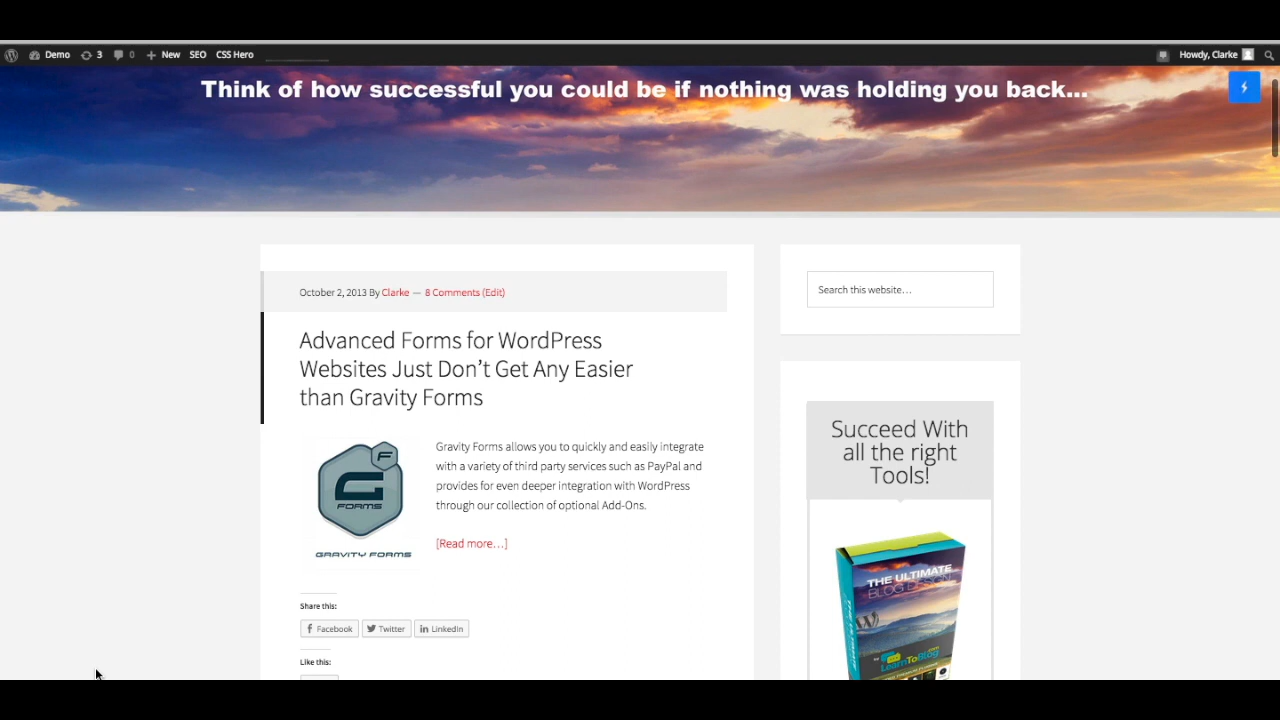 Demo 3 0 New SEO CSS Hero Howdy, Clarke
Think of how successful you could be if nothing was holding you back...
October 2, 2013 By Clarke — 8 Comments (Edit)
Advanced Forms for WordPress
Websites Just Don't Get Any Easier
than Gravity Forms
G F
FORMS
GRAVITY FORMS
Gravity Forms allows you to quickly and easily integrate
with a variety of third party services such as PayPal and
provides for even deeper integration with WordPress
through our collection of optional Add-Ons.
[Read more…]
Share this:
Facebook Twitter LinkedIn
Like this:
Search this website…
Succeed With
all the right
Tools!
THE ULTIMATE
BLOG DESIGN
LearnToBlog